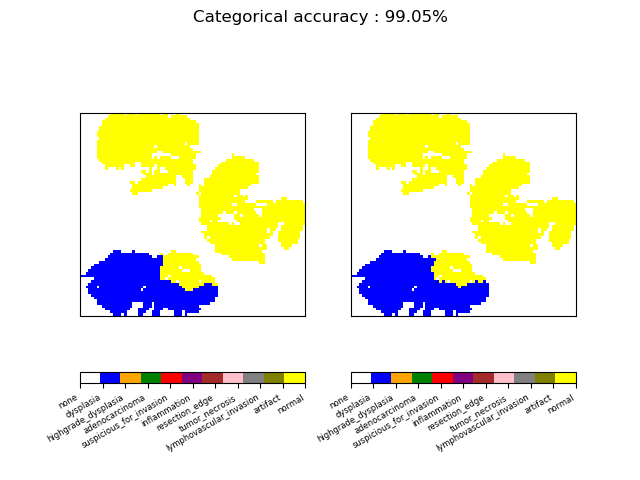 Categorical accuracy : 99.05%
none
dysplasia
highgrade_dysplasia
adenocarcinoma
suspicious_for_invasion
inflammation
resection_edge
tumor_necrosis
lymphovascular_invasion
artifact
normal
none
dysplasia
highgrade_dysplasia
adenocarcinoma
suspicious_for_invasion
inflammation
resection_edge
tumor_necrosis
lymphovascular_invasion
artifact
normal